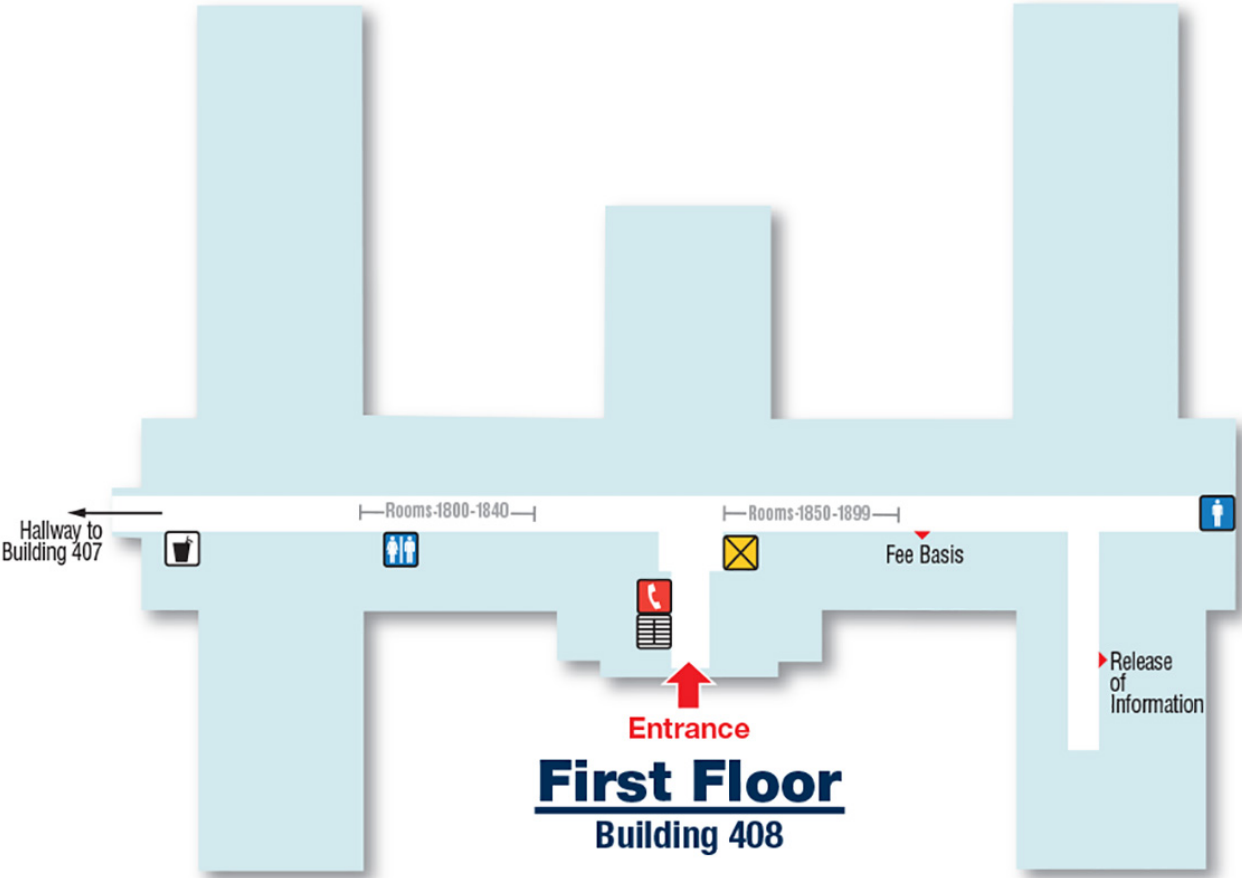 Rooms-1800-1840
Rooms-1850-1899
Hallway to
Building 407
Fee Basis
Release
of
Information
Entrance
First Floor
Building 408